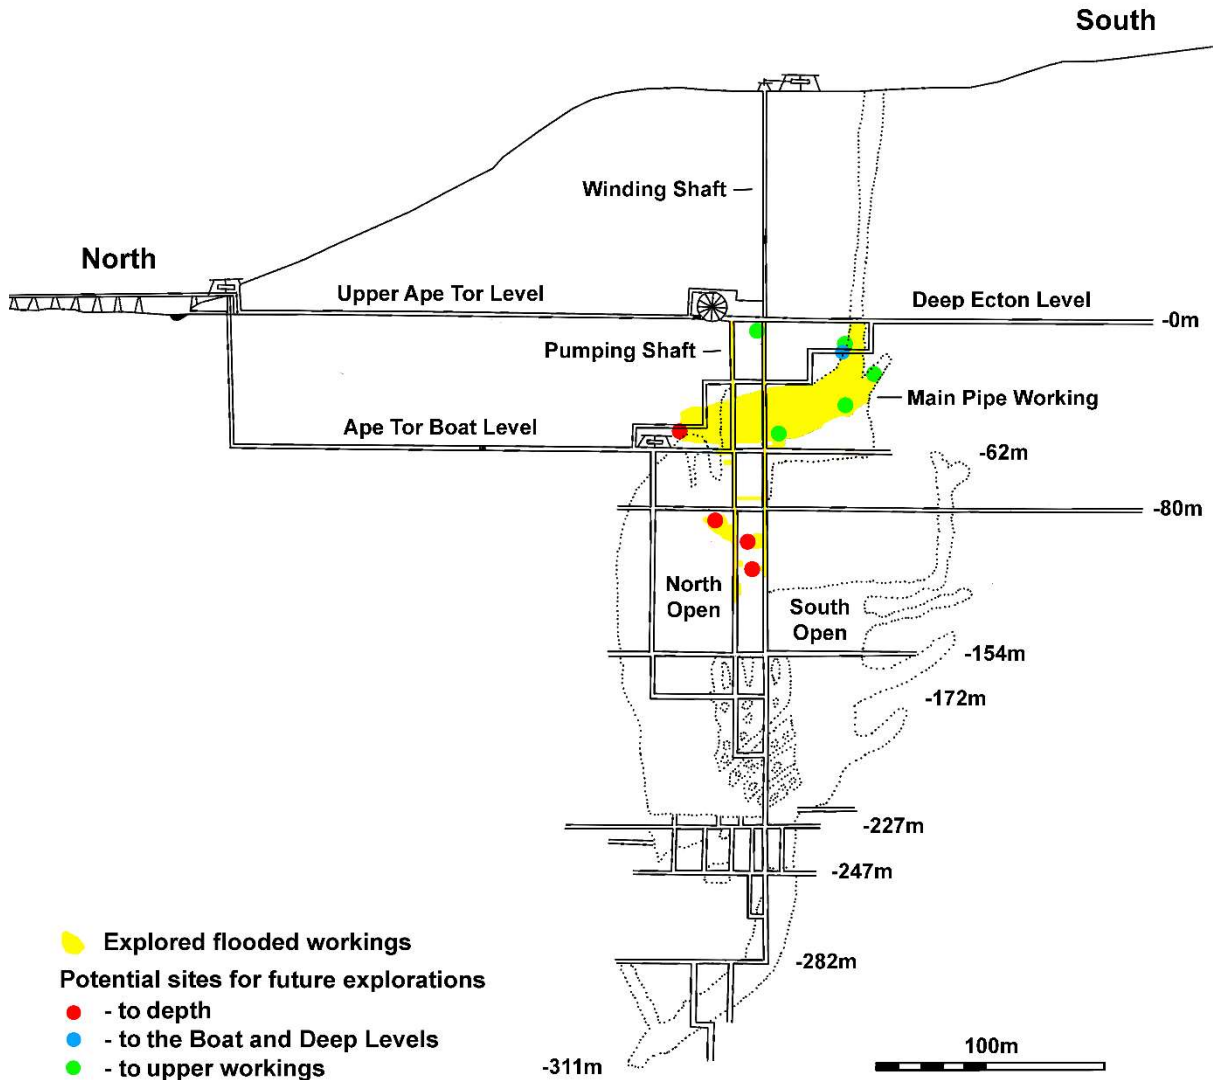 South
Winding Shaft
North
Upper Ape Tor Level
Deep Ecton Level
-0m
Pumping Shaft
Main Pipe Working
Ape Tor Boat Level
-62m
-80m
North
Open
South
Open
-154m
-172m
-227m
-247m
Explored flooded workings
-282m
Potential sites for future explorations
- to depth
- to the Boat and Deep Levels
100m
- to upper workings
-311m